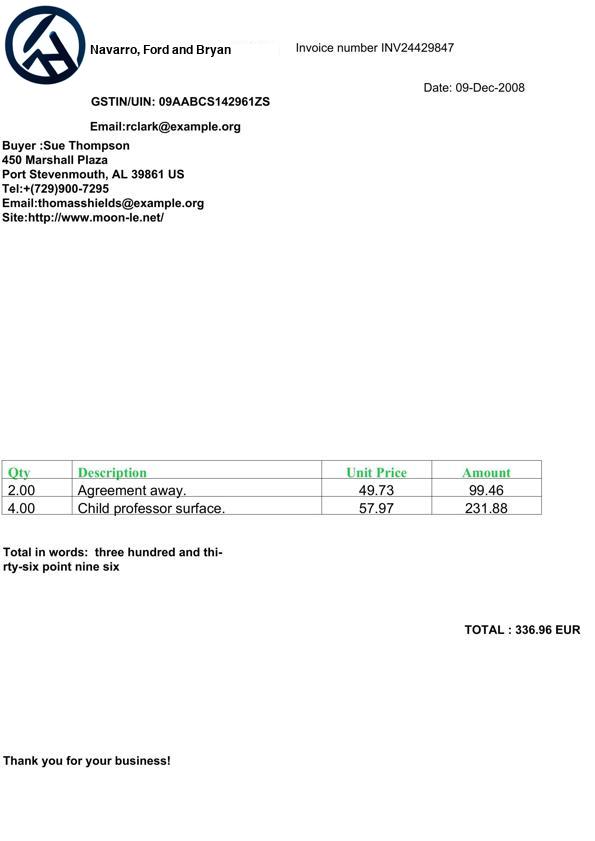 Navarro, Ford and Bryan
Invoice number INV24429847
Date: 09-Dec-2008
GSTIN/UIN: 09AABCS142961ZS
Email:rclark@example.org
Buyer :Sue Thompson
450 Marshall Plaza
Port Stevenmouth, AL 39861 US
Tel:+(729)900-7295
Email:thomasshields@example.org
Site:http://www.moon-le.net/
Qty Description Unit Price Amount
2.00 Agreement away. 49.73 99.46
4.00 Child professor surface. 57.97 231.88
Total in words: three hundred and thi-
rty-six point nine six
TOTAL : 336.96 EUR
Thank you for your business!